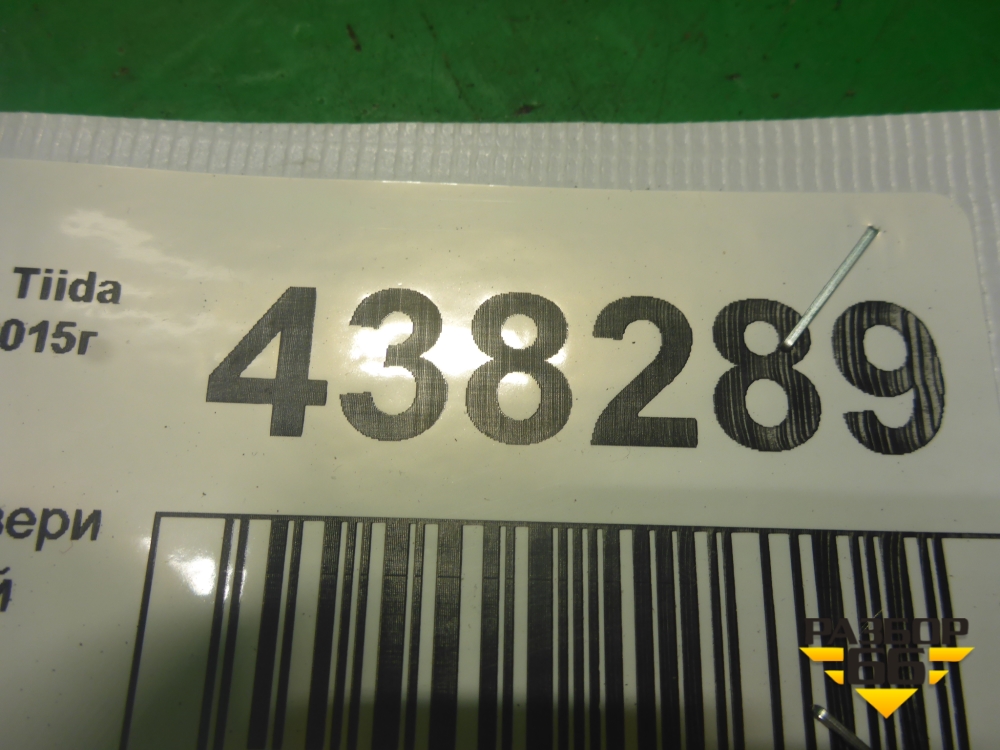 Tiida
015г
438289
вери
й
РАЗБОР
66